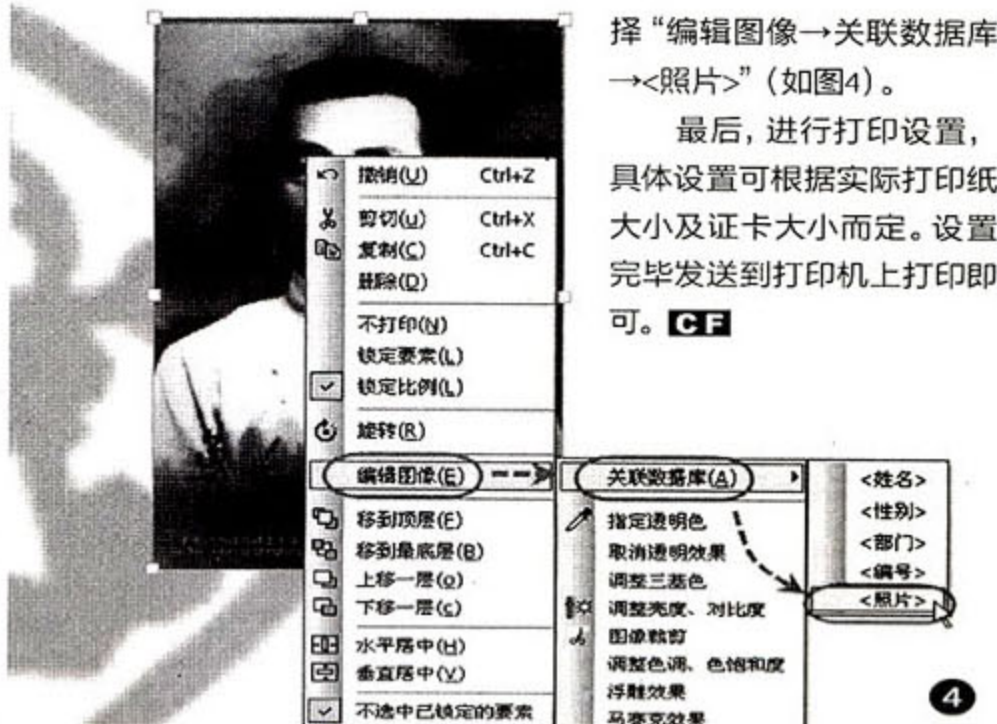 择“编辑图像→关联数据库
→<照片>”（如图4）。
最后，进行打印设置，
具体设置可根据实际打印纸
大小及证卡大小而定。设置
完毕发送到打印机上打印即
可。CF
撤销(U) Ctrl+Z
剪切(u) Ctrl+X
复制(C) Ctrl+C
删除(D)
不打印(N)
锁定要素(L)
锁定比例(L)
旋转(R)
编辑图像(E)
移到顶层(F)
移到最底层(B)
上移一层(o)
下移一层(s)
水平居中(H)
垂直居中(V)
不选中已锁定的要素
关联数据库(A)
指定透明色
取消透明效果
调整三基色
调整亮度、对比度
图像裁剪
调整色调、色饱和度
浮雕效果
马赛克效果
<姓名>
<性别>
<部门>
<编号>
<照片>
4